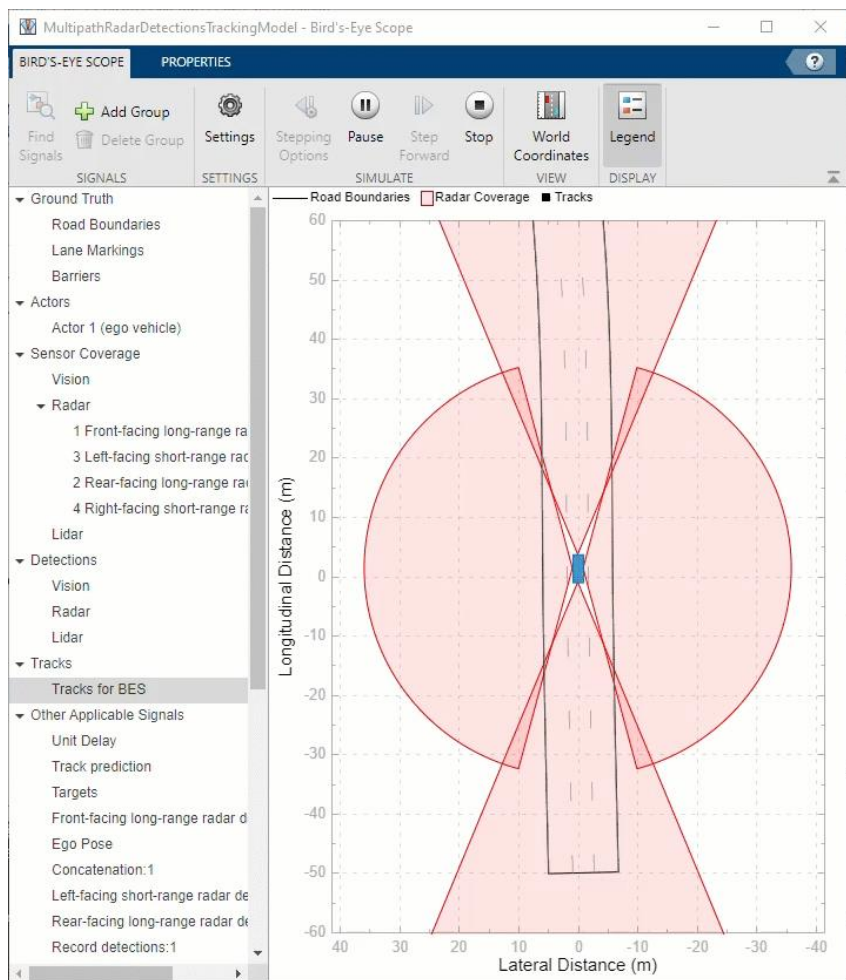 MultipathRadarDetectionsTrackingModel - Bird's-Eye Scope
BIRD'S-EYE SCOPE
PROPERTIES
?
Find Signals
Add Group
Delete Group
SIGNALS
Settings
SETTINGS
Stepping Options
Pause
Step Forward
Stop
SIMULATE
World Coordinates
VIEW
Legend
DISPLAY
Ground Truth
Road Boundaries
Lane Markings
Barriers
Actors
Actor 1 (ego vehicle)
Sensor Coverage
Vision
Radar
1 Front-facing long-range ra
3 Left-facing short-range rad
2 Rear-facing long-range ra
4 Right-facing short-range ra
Lidar
Detections
Vision
Radar
Lidar
Tracks
Tracks for BES
Other Applicable Signals
Unit Delay
Track prediction
Targets
Front-facing long-range radar d
Ego Pose
Concatenation:1
Left-facing short-range radar de
Rear-facing long-range radar de
Record detections:1
Road Boundaries Radar Coverage Tracks
60
50
40
30
20
10
0
-10
-20
-30
-40
-50
-60
Longitudinal Distance (m)
40 30 20 10 0 -10 -20 -30 -40
Lateral Distance (m)